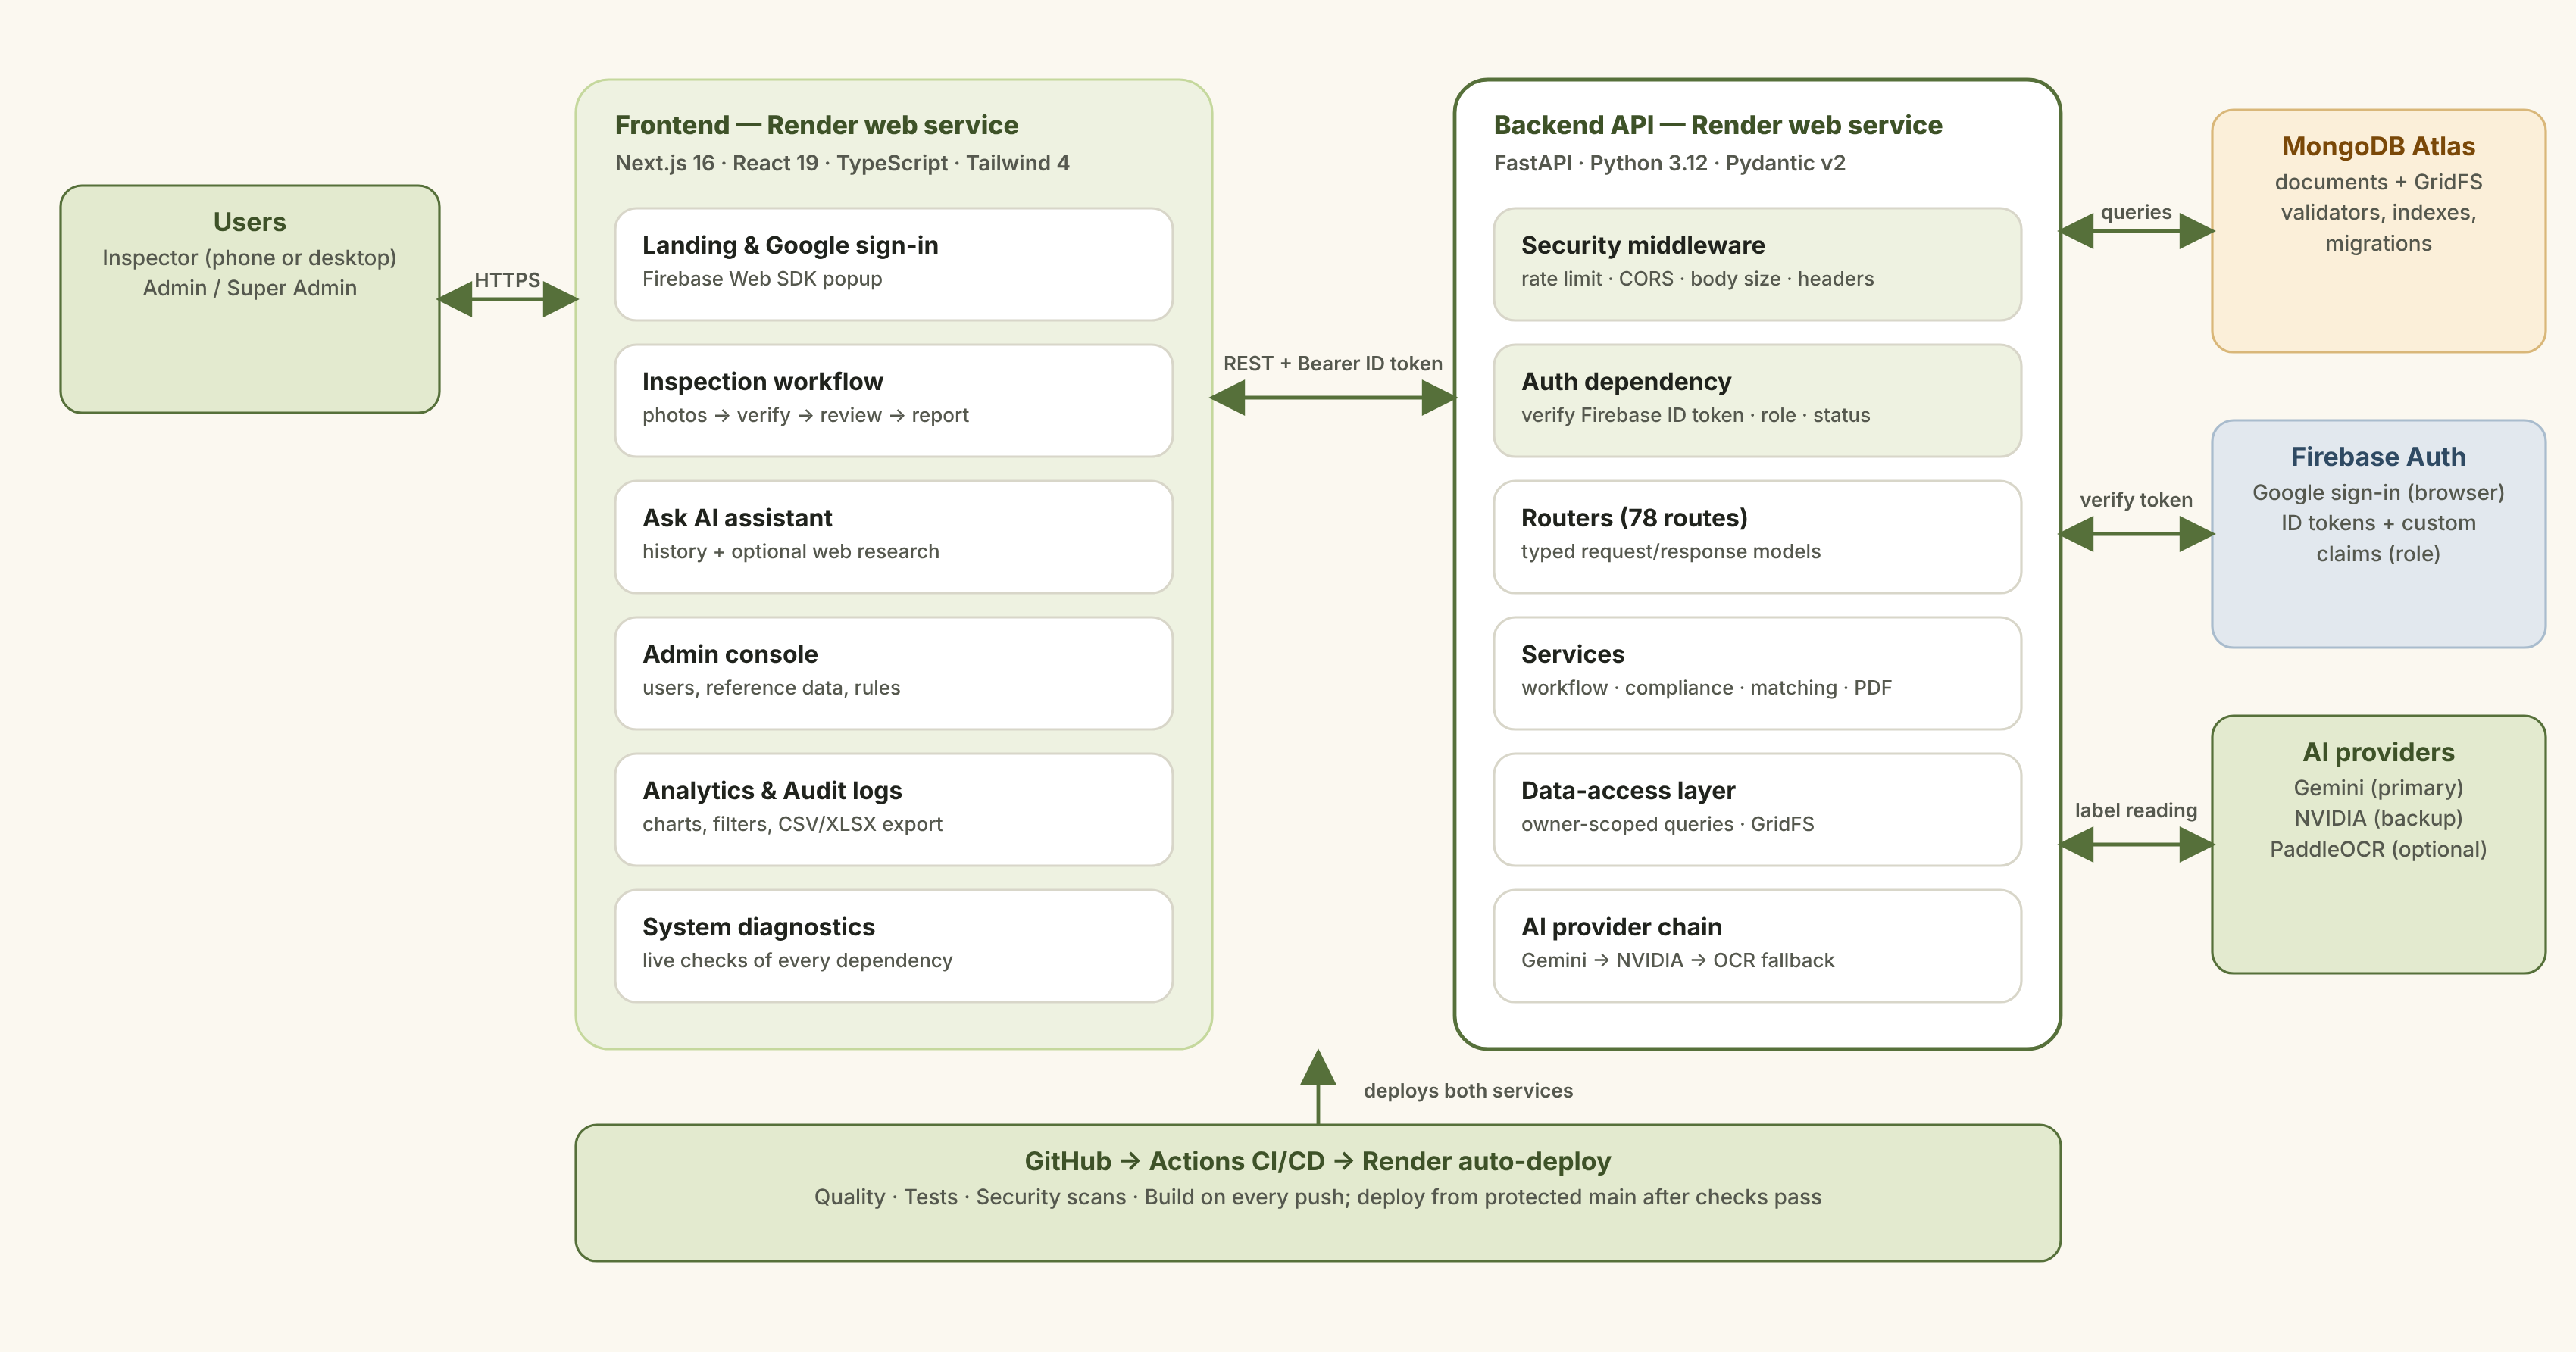 Users
Inspector (phone or desktop)
Admin / Super Admin
HTTPS
Frontend — Render web service
Next.js 16 · React 19 · TypeScript · Tailwind 4
Landing & Google sign-in
Firebase Web SDK popup
Inspection workflow
photos → verify → review → report
Ask AI assistant
history + optional web research
Admin console
users, reference data, rules
Analytics & Audit logs
charts, filters, CSV/XLSX export
System diagnostics
live checks of every dependency
REST + Bearer ID token
Backend API — Render web service
FastAPI · Python 3.12 · Pydantic v2
Security middleware
rate limit · CORS · body size · headers
Auth dependency
verify Firebase ID token · role · status
Routers (78 routes)
typed request/response models
Services
workflow · compliance · matching · PDF
Data-access layer
owner-scoped queries · GridFS
AI provider chain
Gemini → NVIDIA → OCR fallback
queries
MongoDB Atlas
documents + GridFS
validators, indexes,
migrations
verify token
Firebase Auth
Google sign-in (browser)
ID tokens + custom
claims (role)
label reading
AI providers
Gemini (primary)
NVIDIA (backup)
PaddleOCR (optional)
deploys both services
GitHub → Actions CI/CD → Render auto-deploy
Quality · Tests · Security scans · Build on every push; deploy from protected main after checks pass